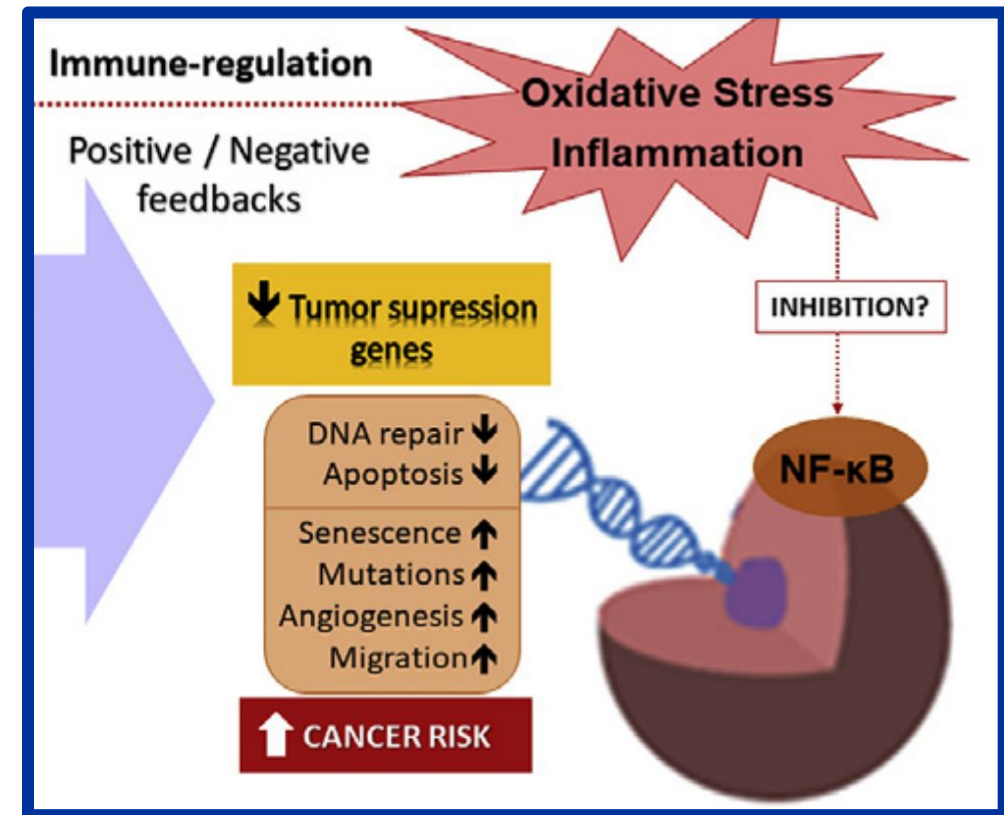 Immune-regulation
Positive / Negative
feedbacks
Oxidative Stress
Inflammation
INHIBITION?
NF-κB
↓ Tumor supression
genes
DNA repair ↓
Apoptosis ↓
Senescence ↑
Mutations ↑
Angiogenesis ↑
Migration ↑
↑ CANCER RISK